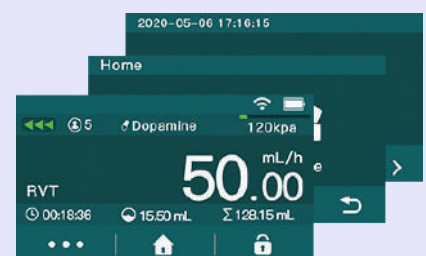 2020-05-06 17:16:15
Home
5 Dopamine 120kpa
50.00 mL/h
RVT
00:18:36 15.50 mL Σ 128.15 mL
e